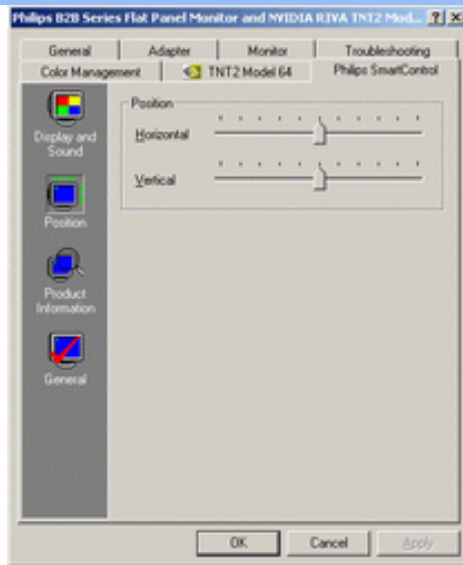 Philips B2B Series Flat Panel Monitor and NVIDIA RIVA TNT2 Mod...
General Adapter Monitor Troubleshooting
Color Management TNT2 Model 64 Philips SmartControl
Display and
Sound
Position
Product
Information
General
Position
Horizontal
Vertical
OK Cancel Apply